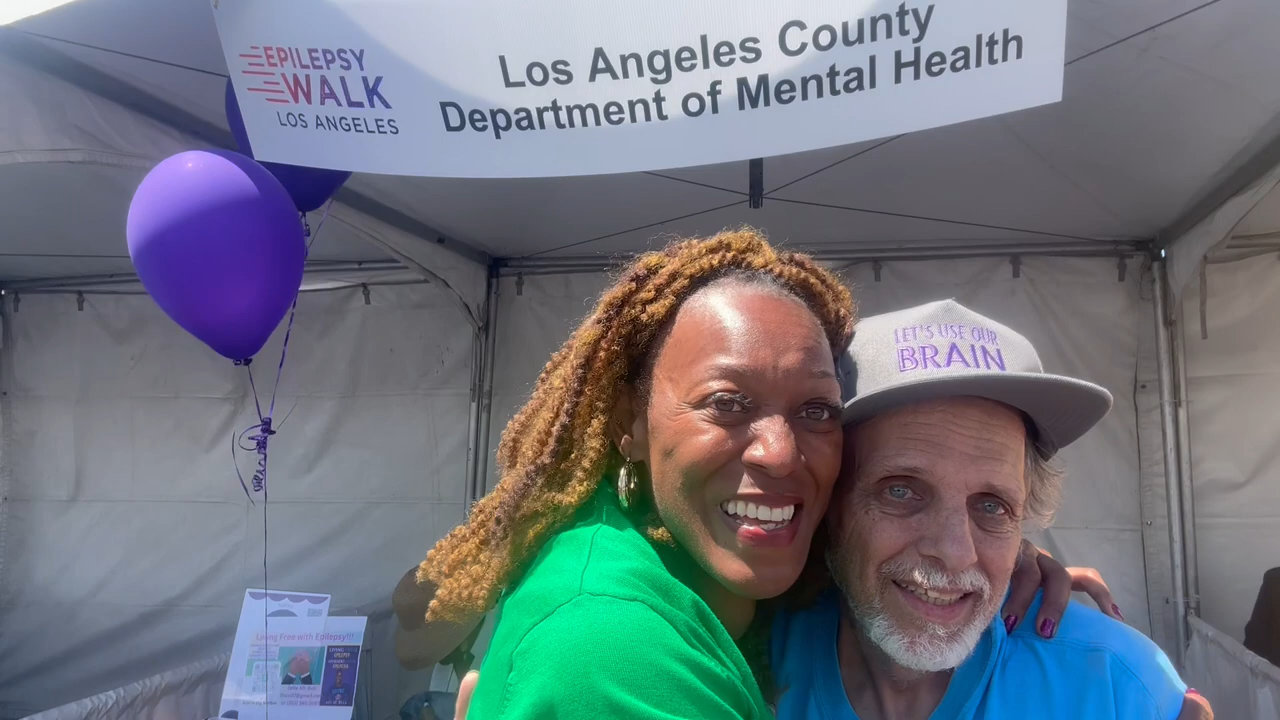 EPILEPSY
WALK
LOS ANGELES
Los Angeles County
Department of Mental Health
LET'S USE OUR
BRAIN
Living Free with Epilepsy!!!